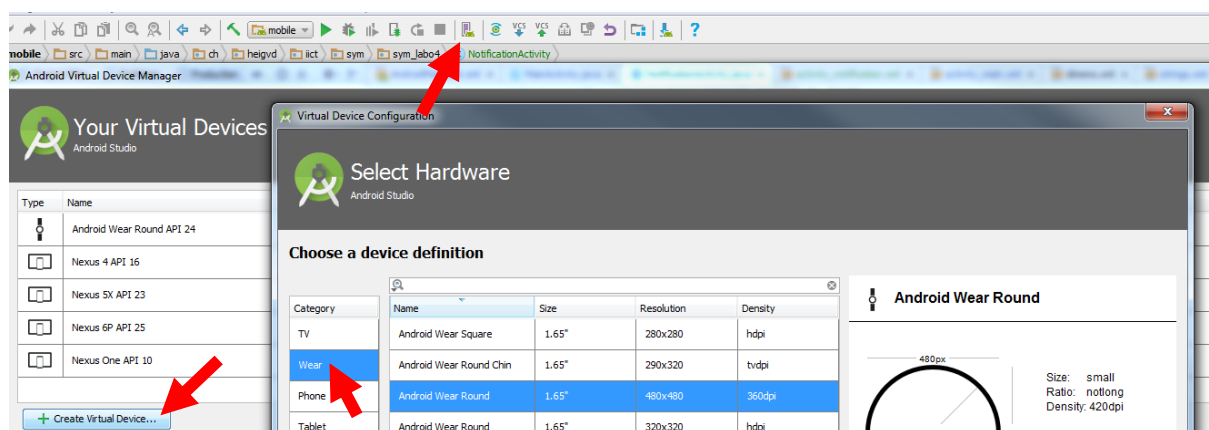 mobile
?
mobile
src
main
java
ch
heigvd
iict
sym
sym_labo4
NotificationActivity
Android Virtual Device Manager
Your Virtual Devices
Android Studio
Type Name
Android Wear Round API 24
Nexus 4 API 16
Nexus 5X API 23
Nexus 6P API 25
Nexus One API 10
Create Virtual Device...
Virtual Device Configuration
Select Hardware
Android Studio
Choose a device definition
Category
TV
Wear
Phone
Tablet
Name Size Resolution Density
Android Wear Square 1.65" 280x280 hdpi
Android Wear Round Chin 1.65" 290x320 tvdpi
Android Wear Round 1.65" 480x480 360dpi
Android Wear Round 1.65" 320x320 hdpi
Android Wear Round
480px
Size: small
Ratio: notlong
Density: 420dpi